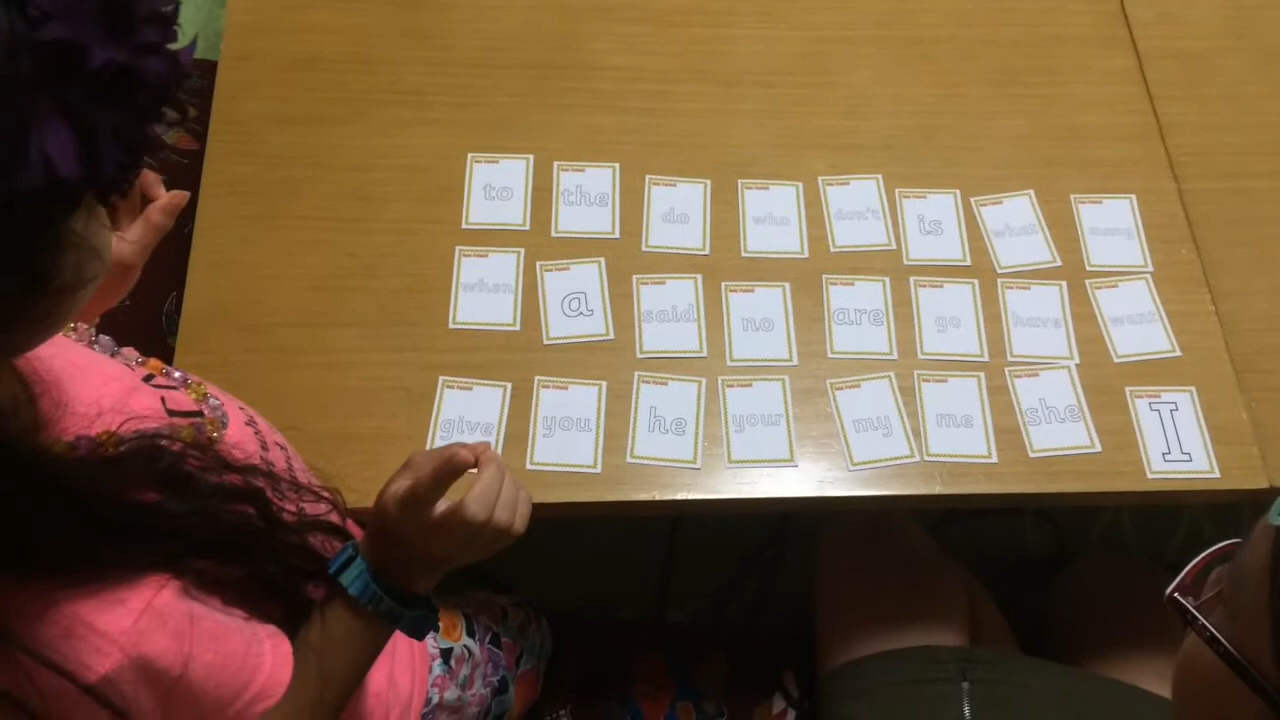 to the do who don't is what many
when a said no are go have want
give you he your my me she I